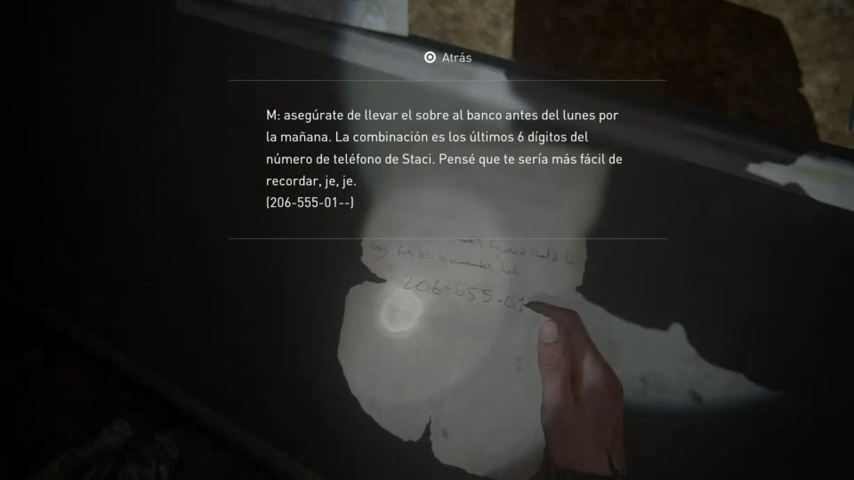 Atrás
M: asegúrate de llevar el sobre al banco antes del lunes por
la mañana. La combinación es los últimos 6 dígitos del
número de teléfono de Staci. Pensé que te sería más fácil de
recordar, je, je.
(206-555-01--)
206-555-01